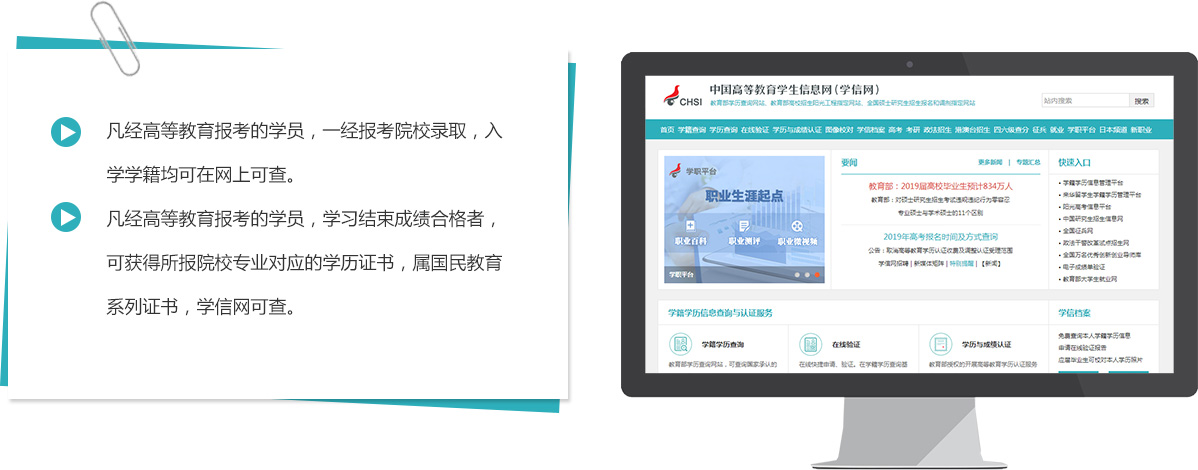 凡经高等教育报考的学员，一经报考院校录取，入
学学籍均可在网上可查。
凡经高等教育报考的学员，学习结束成绩合格者，
可获得所报院校专业对应的学历证书，属国民教育
系列证书，学信网可查。
CHSI
中国高等教育学生信息网(学信网)
教育部学历查询网站、教育部高校招生阳光工程指定网站、全国硕士研究生招生报名和调剂指定网站
站内搜索 搜索
首页 学籍查询 学历查询 在线验证 学历与成绩认证 图像校对 学信档案 高考 考研 政法招生 港澳台招生 四六级查分 征兵 就业 学职平台 日本频道 新职业
学职平台
职业生涯起点
职业百科 职业测评 职业微视频
学职平台
要闻 更多新闻 | 专题汇总
教育部：2019届高校毕业生预计834万人
教育部：对硕士研究生招生考试违规违纪行为零容忍
专业硕士与学术硕士的11个区别
2019年高考报名时间及方式查询
公告：取消高等教育学历认证收费及调整认证受理范围
学信网招聘 | 新媒体矩阵 | 特别提醒 | 【新闻】
快速入口
• 学籍学历信息管理平台
• 来华留学生学籍学历管理平台
• 阳光高考信息平台
• 中国研究生招生信息网
• 全国征兵网
• 政法干警改革试点招生网
• 全国万名优秀创新创业导师库
• 电子成绩单验证
• 教育部大学生就业网
学籍学历信息查询与认证服务
学籍学历查询
教育部学历查询网站，可查询国家承认的
在线验证
在线快捷申请、验证。在学籍学历查询基
学历与成绩认证
教育部授权的开展高等教育学历认证服务
学信档案
免费查询本人学籍学历信息
申请在线验证报告
应届毕业生可校对本人学历照片